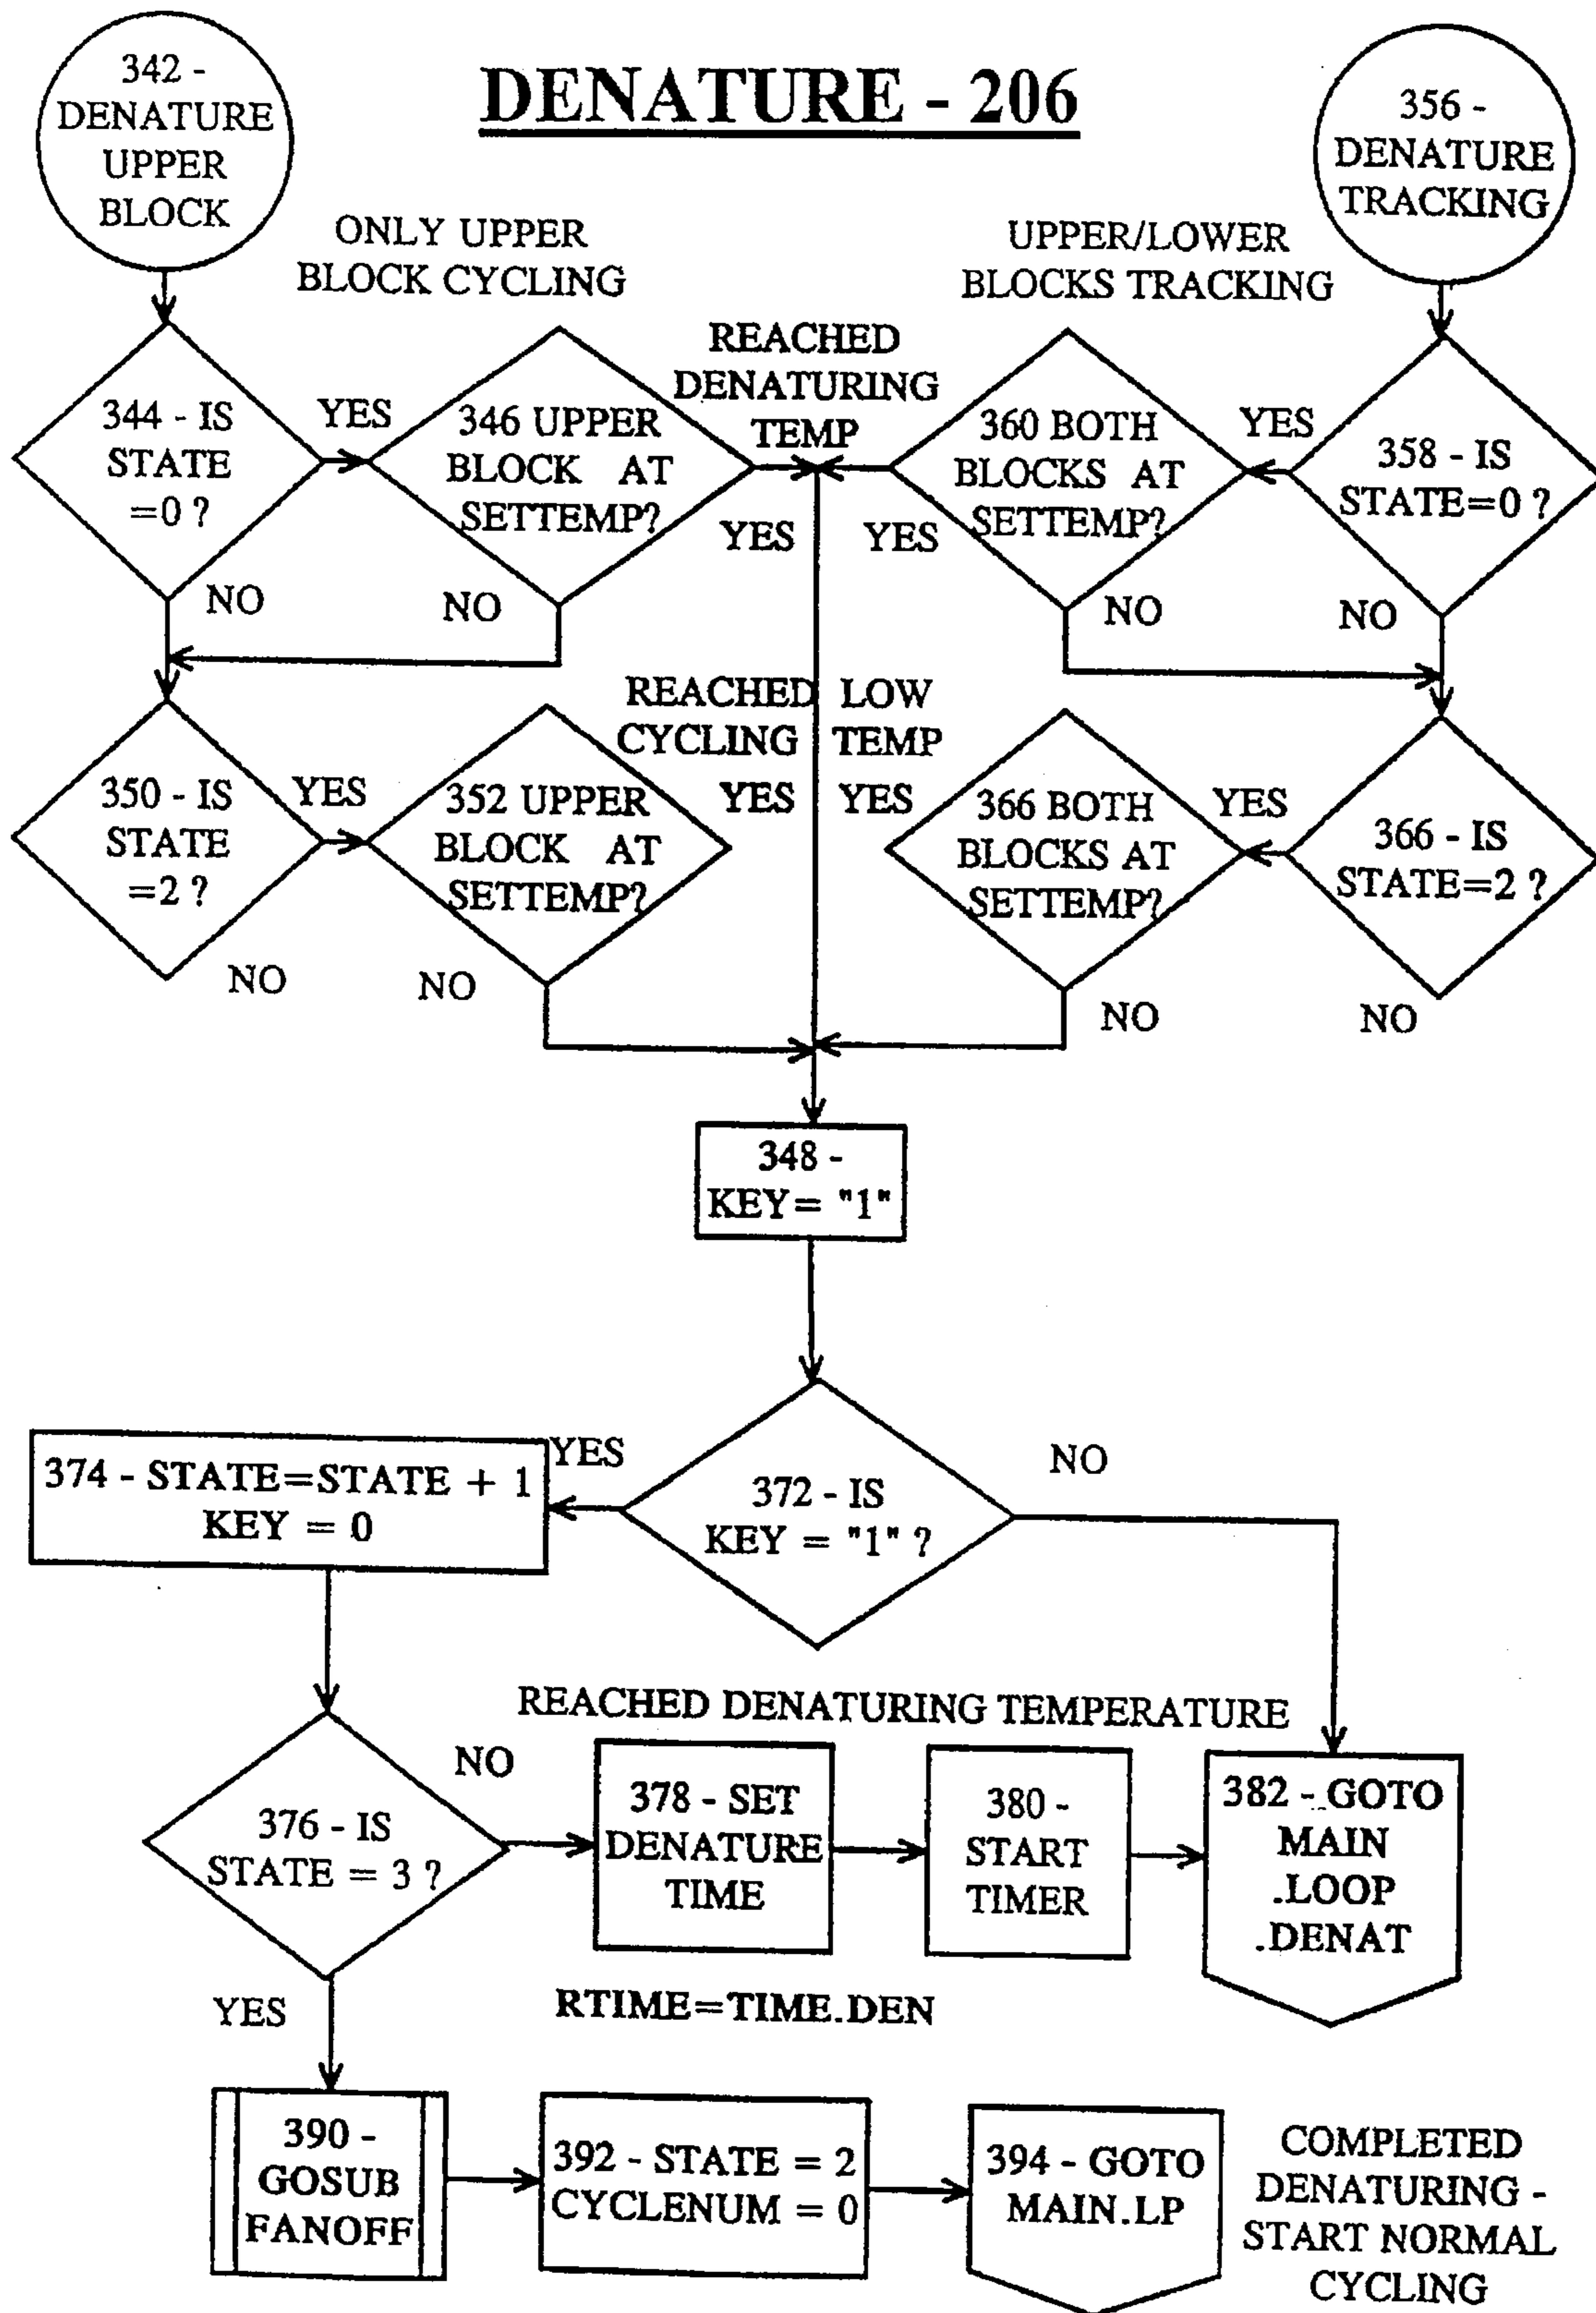 DENATURE - 206
342 -
DENATURE
UPPER
BLOCK
356 -
DENATURE
TRACKING
ONLY UPPER
BLOCK CYCLING
UPPER/LOWER
BLOCKS TRACKING
344 - IS
STATE
=0 ?
YES
NO
346 UPPER
BLOCK AT
SETTEMP?
YES
NO
REACHED
DENATURING
TEMP
360 BOTH
BLOCKS AT
SETTEMP?
YES
NO
YES
358 - IS
STATE=0 ?
NO
350 - IS
STATE
=2 ?
YES
NO
352 UPPER
BLOCK AT
SETTEMP?
YES
NO
REACHED LOW
CYCLING TEMP
366 BOTH
BLOCKS AT
SETTEMP?
YES
NO
YES
366 - IS
STATE=2 ?
NO
348 -
KEY= "1"
372 - IS
KEY = "1" ?
YES
NO
374 - STATE=STATE + 1
KEY = 0
REACHED DENATURING TEMPERATURE
376 - IS
STATE = 3 ?
NO
YES
378 - SET
DENATURE
TIME
380 -
START
TIMER
382 - GOTO
MAIN
.LOOP
.DENAT
RTIME=TIME.DEN
390 -
GOSUB
FANOFF
392 - STATE = 2
CYCLENUM = 0
394 - GOTO
MAIN.LP
COMPLETED
DENATURING -
START NORMAL
CYCLING